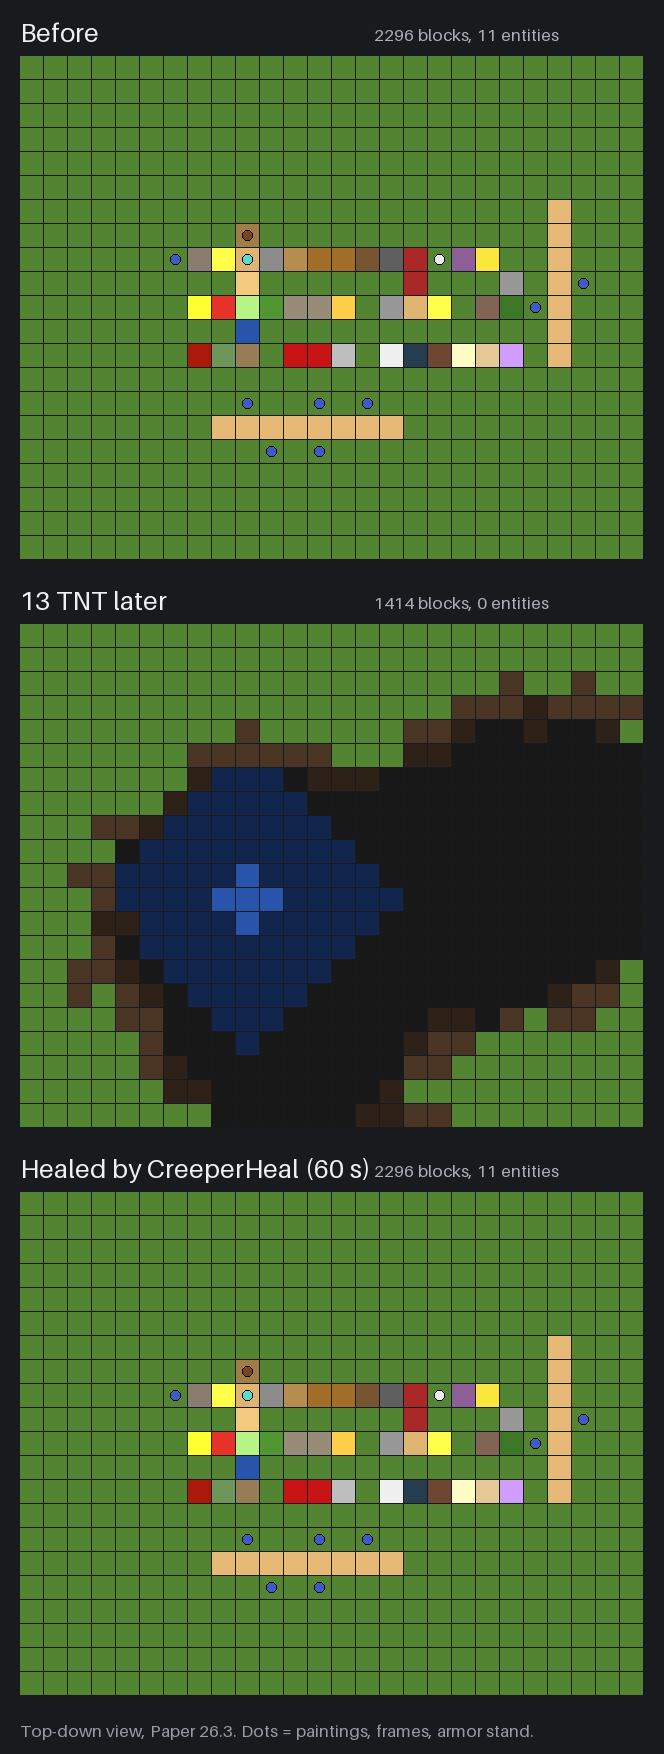 Before
2296 blocks, 11 entities
13 TNT later
1414 blocks, 0 entities
Healed by CreeperHeal (60 s)
2296 blocks, 11 entities
Top-down view, Paper 26.3. Dots = paintings, frames, armor stand.